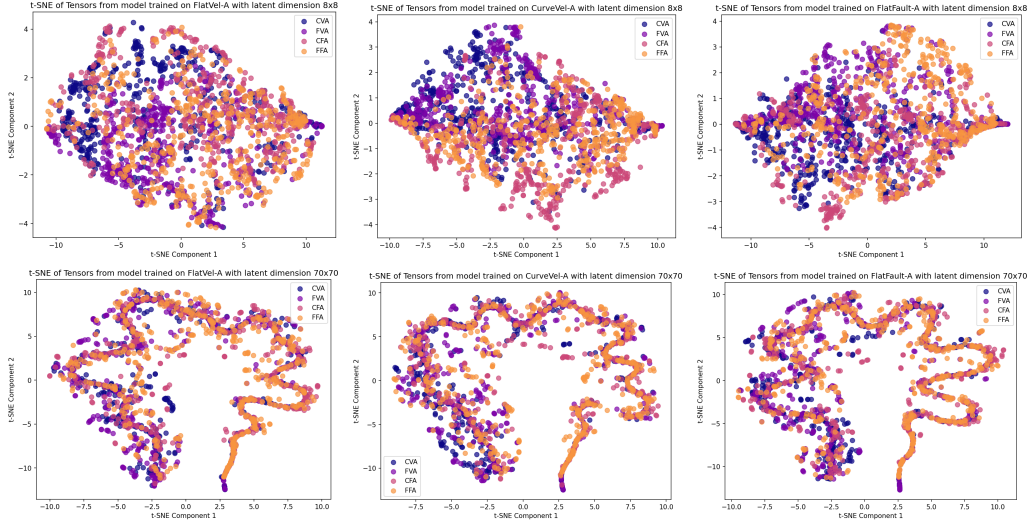 t-SNE of Tensors from model trained on FlatVel-A with latent dimension 8x8
t-SNE Component 2
4
2
0
−2
−4
−10
−5
0
5
10
t-SNE Component 1
CVA
FVA
CFA
FFA
t-SNE of Tensors from model trained on CurveVel-A with latent dimension 8x8
t-SNE Component 2
4
3
2
1
0
−1
−2
−3
−4
−10.0
−7.5
−5.0
−2.5
0.0
2.5
5.0
7.5
10.0
t-SNE Component 1
CVA
FVA
CFA
FFA
t-SNE of Tensors from model trained on FlatFault-A with latent dimension 8x8
t-SNE Component 2
4
3
2
1
0
−1
−2
−3
−4
−10
−5
0
5
10
t-SNE Component 1
CVA
FVA
CFA
FFA
t-SNE of Tensors from model trained on FlatVel-A with latent dimension 70x70
t-SNE Component 2
10
5
0
−5
−10
−10.0
−7.5
−5.0
−2.5
0.0
2.5
5.0
7.5
10.0
t-SNE Component 1
CVA
FVA
CFA
FFA
t-SNE of Tensors from model trained on CurveVel-A with latent dimension 70x70
t-SNE Component 2
10
5
0
−5
−10
−7.5
−5.0
−2.5
0.0
2.5
5.0
7.5
t-SNE Component 1
CVA
FVA
CFA
FFA
t-SNE of Tensors from model trained on FlatFault-A with latent dimension 70x70
t-SNE Component 2
10
5
0
−5
−10
−10.0
−7.5
−5.0
−2.5
0.0
2.5
5.0
7.5
10.0
t-SNE Component 1
CVA
FVA
CFA
FFA